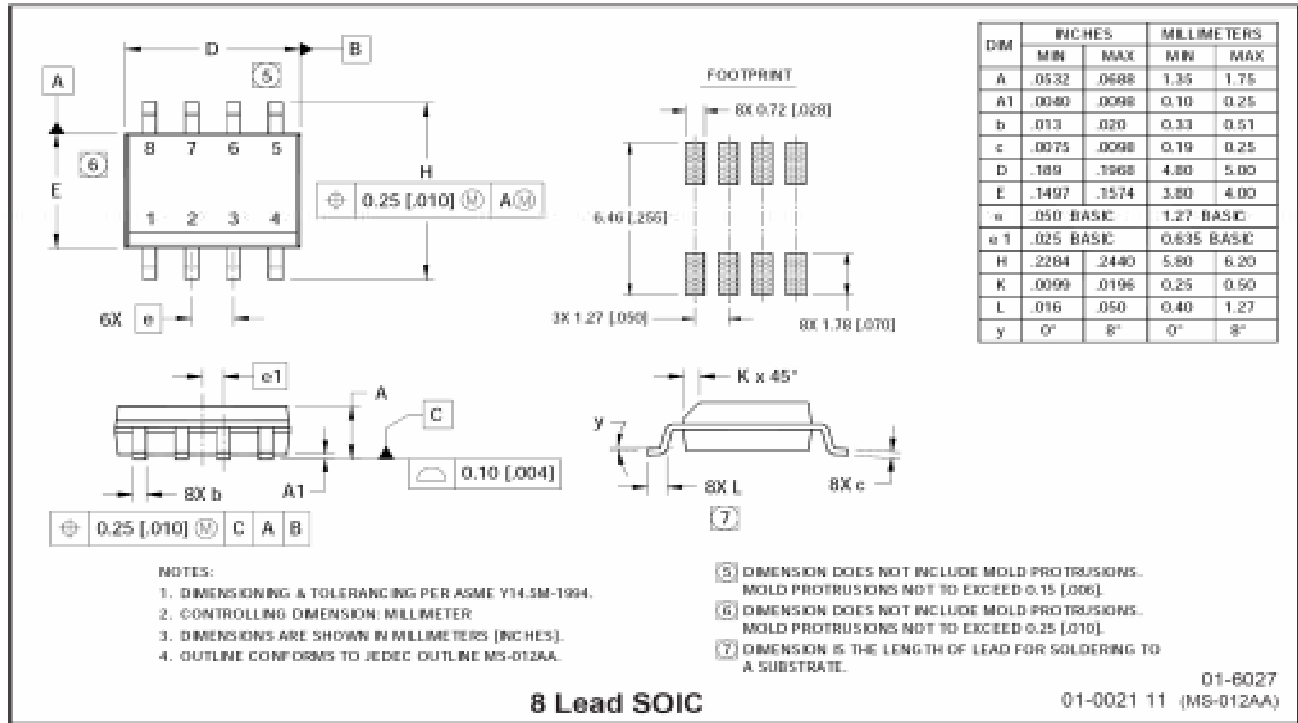 D
B
5
A
8 7 6 5
6
E
H
0.25 [.010] M A M
1 2 3 4
6X e
FOOTPRINT
8X 0.72 [.028]
6.46 [.255]
3X 1.27 [.050]
8X 1.78 [.070]
DIM INCHES MILLIMETERS
MIN MAX MIN MAX
A .0532 .0688 1.35 1.75
A1 .0040 .0098 0.10 0.25
b .013 .020 0.33 0.51
c .0075 .0098 0.19 0.25
D .189 .1968 4.80 5.00
E .1497 .1574 3.80 4.00
e .050 BASIC 1.27 BASIC
e 1 .025 BASIC 0.635 BASIC
H .2284 .2440 5.80 6.20
K .0099 .0196 0.25 0.50
L .016 .050 0.40 1.27
y 0° 8° 0° 8°
e1
A
C
0.10 [.004]
8X b
A1
0.25 [.010] M C A B
K x 45°
y
8X L
8X c
7
NOTES:
1. DIMENSIONING & TOLERANCING PER ASME Y14.5M-1994.
2. CONTROLLING DIMENSION: MILLIMETER
3. DIMENSIONS ARE SHOWN IN MILLIMETERS [INCHES].
4. OUTLINE CONFORMS TO JEDEC OUTLINE MS-012AA.
5 DIMENSION DOES NOT INCLUDE MOLD PROTRUSIONS.
MOLD PROTRUSIONS NOT TO EXCEED 0.15 [.006].
6 DIMENSION DOES NOT INCLUDE MOLD PROTRUSIONS.
MOLD PROTRUSIONS NOT TO EXCEED 0.25 [.010].
7 DIMENSION IS THE LENGTH OF LEAD FOR SOLDERING TO
A SUBSTRATE.
8 Lead SOIC
01-6027
01-0021 11 (MS-012AA)